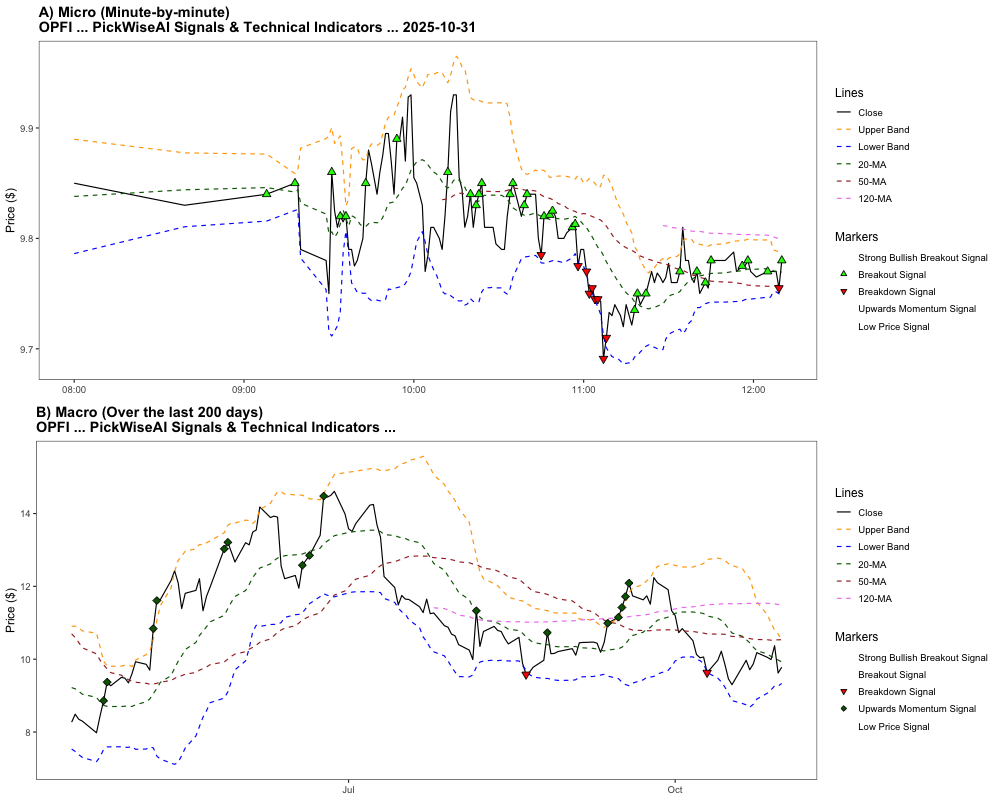 A) Micro (Minute-by-minute)
OPFI ... PickWiseAI Signals & Technical Indicators ... 2025-10-31
Price ($)
9.9
9.8
9.7
08:00
09:00
10:00
11:00
12:00
Lines
Close
Upper Band
Lower Band
20-MA
50-MA
120-MA
Markers
Strong Bullish Breakout Signal
Breakout Signal
Breakdown Signal
Upwards Momentum Signal
Low Price Signal
B) Macro (Over the last 200 days)
OPFI ... PickWiseAI Signals & Technical Indicators ...
Price ($)
14
12
10
8
Jul
Oct
Lines
Close
Upper Band
Lower Band
20-MA
50-MA
120-MA
Markers
Strong Bullish Breakout Signal
Breakout Signal
Breakdown Signal
Upwards Momentum Signal
Low Price Signal